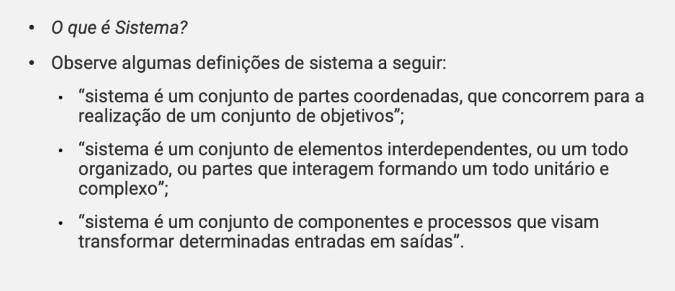 • O que é Sistema?
• Observe algumas definições de sistema a seguir:
• “sistema é um conjunto de partes coordenadas, que concorrem para a
realização de um conjunto de objetivos”;
• “sistema é um conjunto de elementos interdependentes, ou um todo
organizado, ou partes que interagem formando um todo unitário e
complexo”;
• “sistema é um conjunto de componentes e processos que visam
transformar determinadas entradas em saídas”.